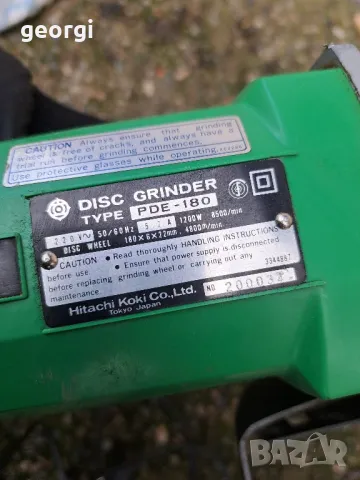 georgi
CAUTION Always ensure that grinding
wheel is free of cracks, and always have a
trial run before grinding commences.
Use protective glasses while operating.
DISC GRINDER
TYPE PDE-180
220V~ 50/60Hz 5.7A 1200W 8500/min
DISC WHEEL 180×6×22mm, 4800m/min
CAUTION • Read thoroughly HANDLING INSTRUCTIONS
before use. • Ensure that power supply is disconnected
before replacing grinding wheel or carrying out any
maintenance. 3344867
Hitachi Koki Co., Ltd. NO
Tokyo Japan
BAZAR